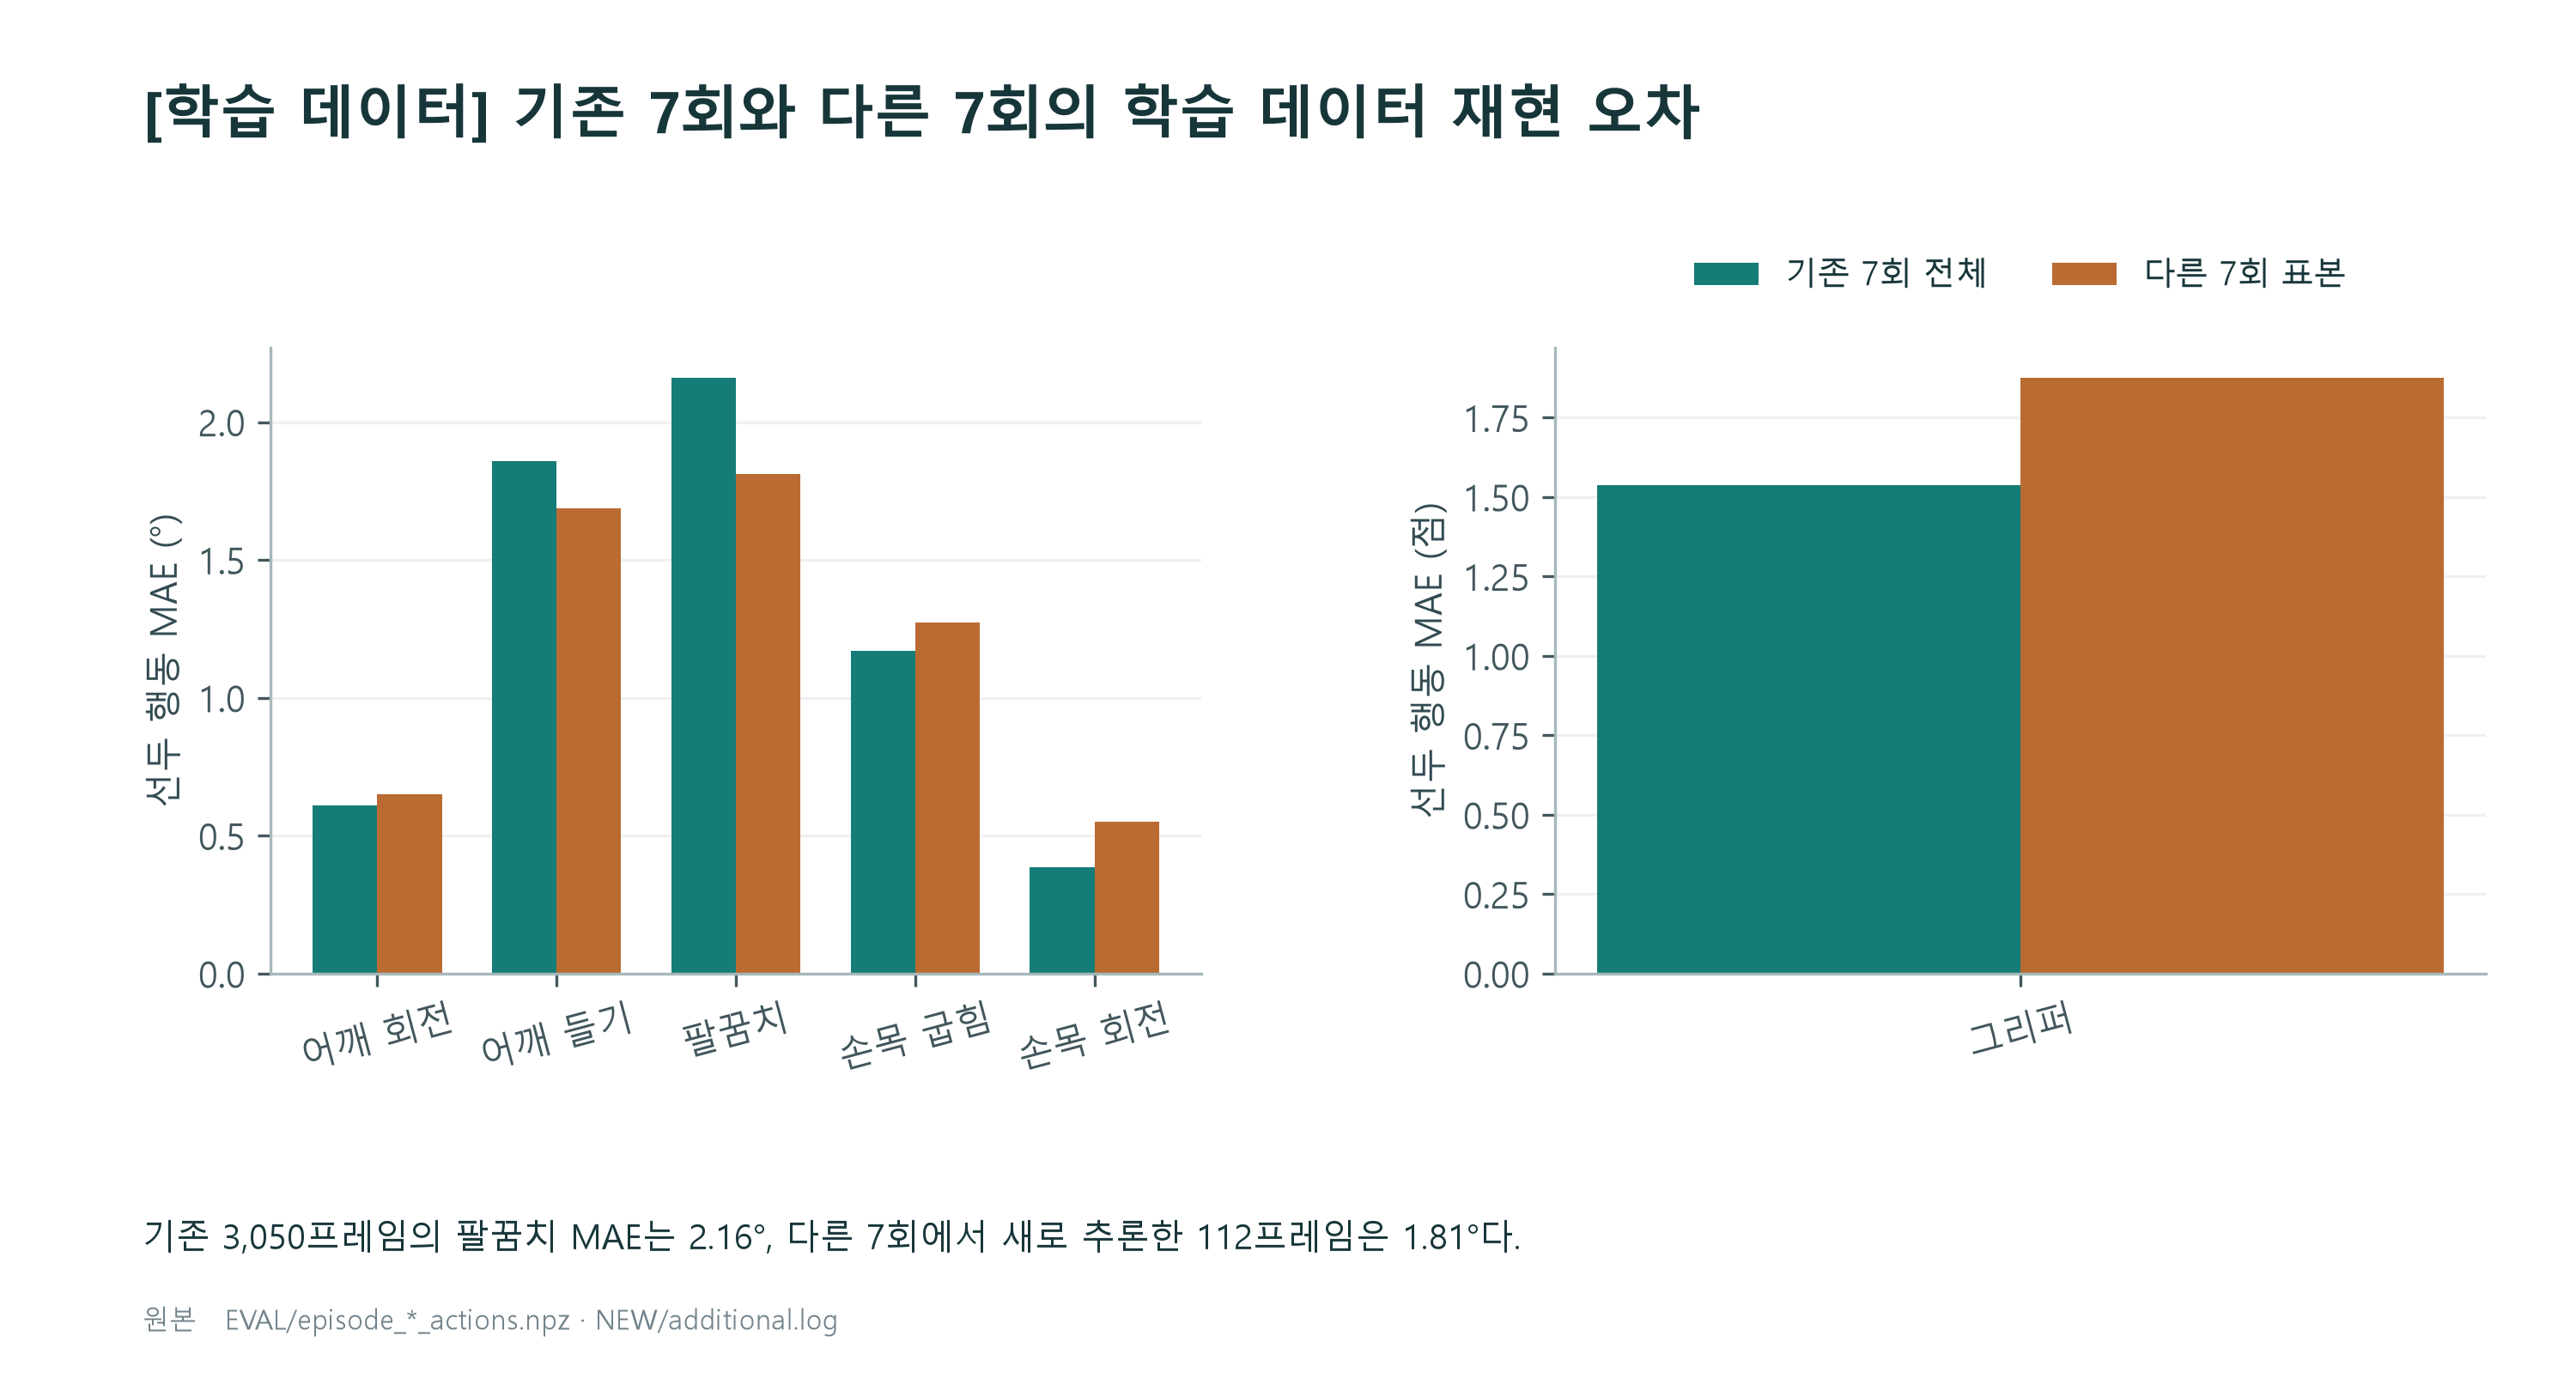 [학습 데이터] 기존 7회와 다른 7회의 학습 데이터 재현 오차
기존 7회 전체
다른 7회 표본
선두 행동 MAE (°)
2.0
1.5
1.0
0.5
0.0
어깨 회전
어깨 들기
팔꿈치
손목 굽힘
손목 회전
선두 행동 MAE (점)
1.75
1.50
1.25
1.00
0.75
0.50
0.25
0.00
그리퍼
기존 3,050프레임의 팔꿈치 MAE는 2.16°, 다른 7회에서 새로 추론한 112프레임은 1.81°다.
원본 EVAL/episode_*_actions.npz · NEW/additional.log